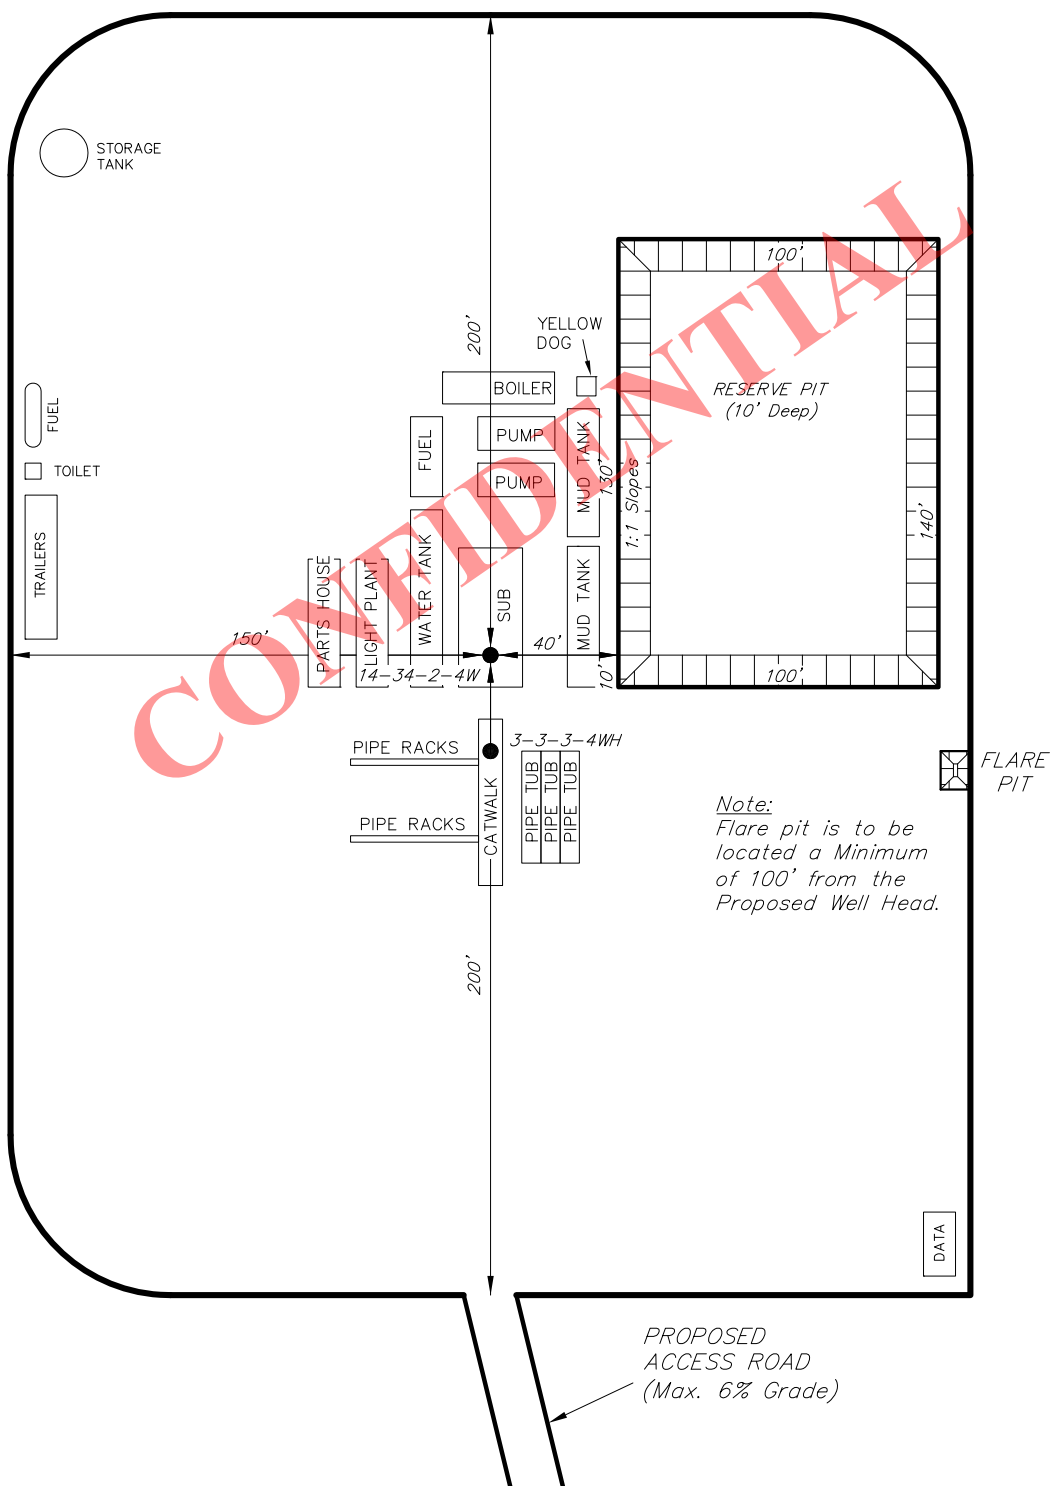 STORAGE
TANK
100'
200'
YELLOW
DOG
BOILER
RESERVE PIT
(10' Deep)
FUEL
PUMP
FUEL
MUD TANK
130'
TOILET
PUMP
1:1 Slopes
140'
TRAILERS
PARTS HOUSE
LIGHT PLANT
WATER TANK
SUB
MUD TANK
150'
40'
14-34-2-4W
10'
100'
CONFIDENTIAL
3-3-3-4WH
PIPE RACKS
PIPE TUB
PIPE TUB
PIPE TUB
CATWALK
PIPE RACKS
FLARE
PIT
Note:
Flare pit is to be
located a Minimum
of 100' from the
Proposed Well Head.
200'
DATA
PROPOSED
ACCESS ROAD
(Max. 6% Grade)